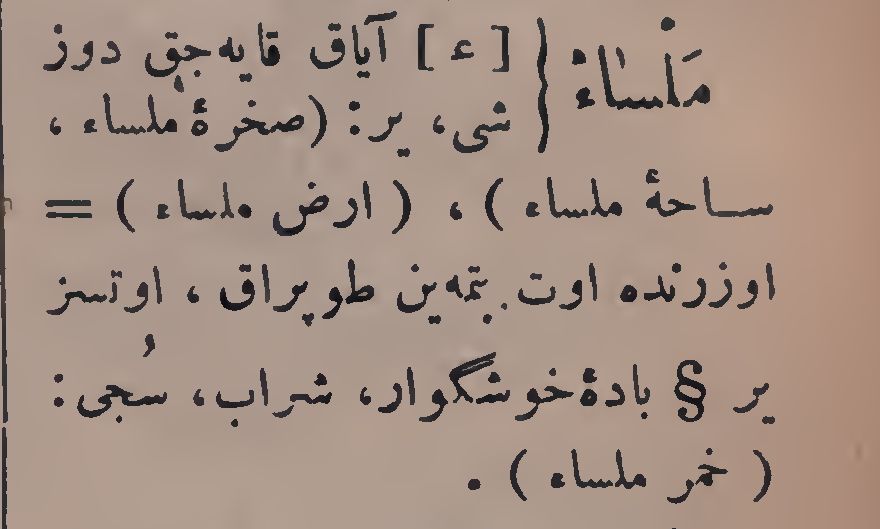 مَلْساء { [ ء ] آیاق قایه‌جق دوز
شی، یر: (صخرهٔ ملساء ،
ساحهٔ ملساء ) ، ( ارض ملساء ) =
اوزرنده اوت بتمه‌ین طوپراق ، اوتسز
یر § بادهٔ خوشگوار، شراب، سُجی:
( خمر ملساء ) .